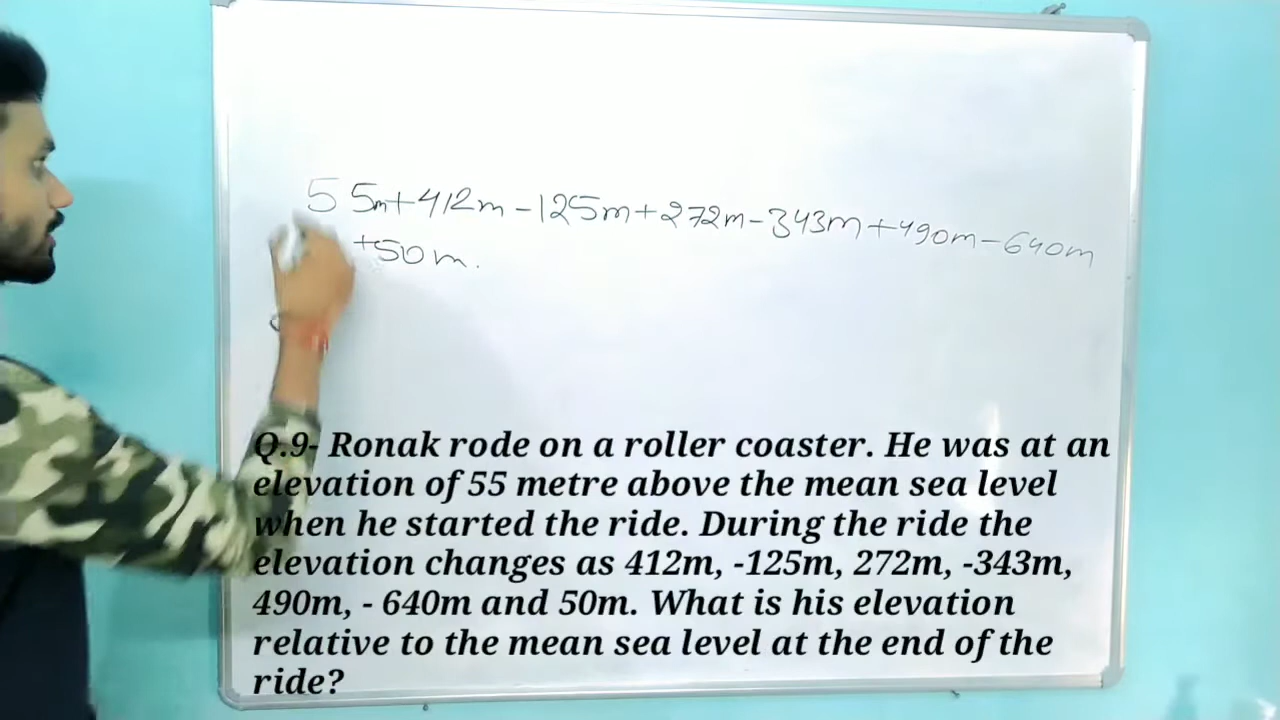 55m+412m-125m+272m-343m+490m-640m
+50m.
Q.9- Ronak rode on a roller coaster. He was at an
elevation of 55 metre above the mean sea level
when he started the ride. During the ride the
elevation changes as 412m, -125m, 272m, -343m,
490m, - 640m and 50m. What is his elevation
relative to the mean sea level at the end of the
ride?